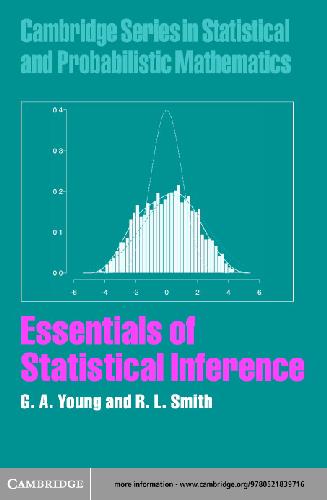 Cambridge Series in Statistical
and Probabilistic Mathematics
0.4
0.3
0.2
0.1
0.0
-6
-4
-2
0
2
4
6
Essentials of
Statistical Inference
G. A. Young and R. L. Smith
CAMBRIDGE
more information - www.cambridge.org/9780521839716